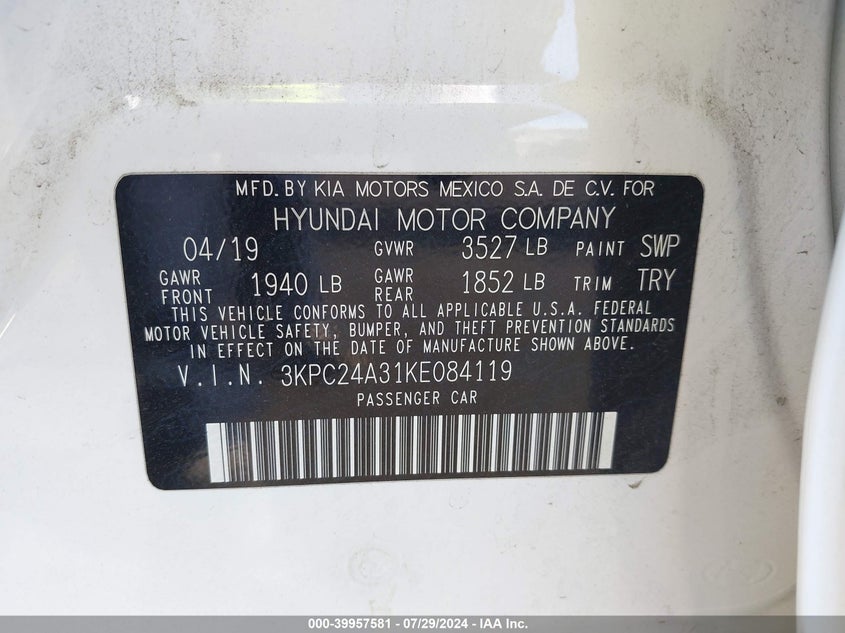 MFD. BY KIA MOTORS MEXICO S.A. DE C.V. FOR
HYUNDAI MOTOR COMPANY
04/19 GVWR 3527 LB PAINT SWP
GAWR FRONT 1940 LB GAWR REAR 1852 LB TRIM TRY
THIS VEHICLE CONFORMS TO ALL APPLICABLE U.S.A. FEDERAL
MOTOR VEHICLE SAFETY, BUMPER, AND THEFT PREVENTION STANDARDS
IN EFFECT ON THE DATE OF MANUFACTURE SHOWN ABOVE.
V.I.N. 3KPC24A31KE084119
PASSENGER CAR
000-39957581 - 07/29/2024 - IAA Inc.